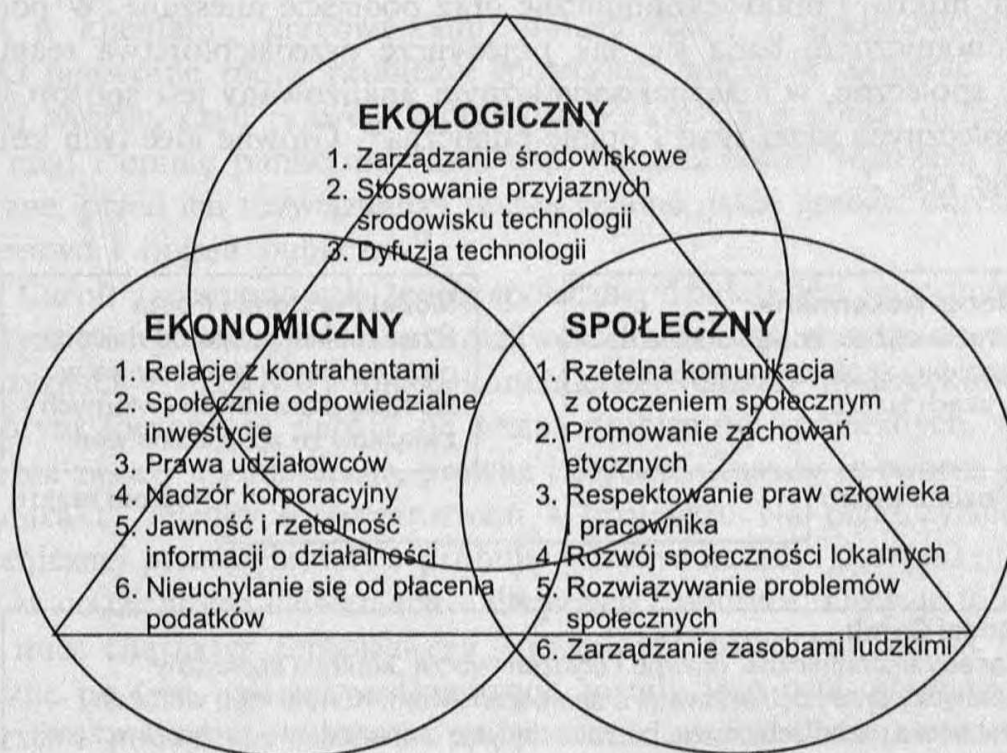 EKOLOGICZNY
1. Zarządzanie środowiskowe
2. Stosowanie przyjaznych
środowisku technologii
3. Dyfuzja technologii
EKONOMICZNY
1. Relacje z kontrahentami
2. Społecznie odpowiedzialne
inwestycje
3. Prawa udziałowców
4. Nadzór korporacyjny
5. Jawność i rzetelność
informacji o działalności
6. Nieuchylanie się od płacenia
podatków
SPOŁECZNY
1. Rzetelna komunikacja
z otoczeniem społecznym
2. Promowanie zachowań
etycznych
3. Respektowanie praw człowieka
i pracownika
4. Rozwój społeczności lokalnych
5. Rozwiązywanie problemów
społecznych
6. Zarządzanie zasobami ludzkimi